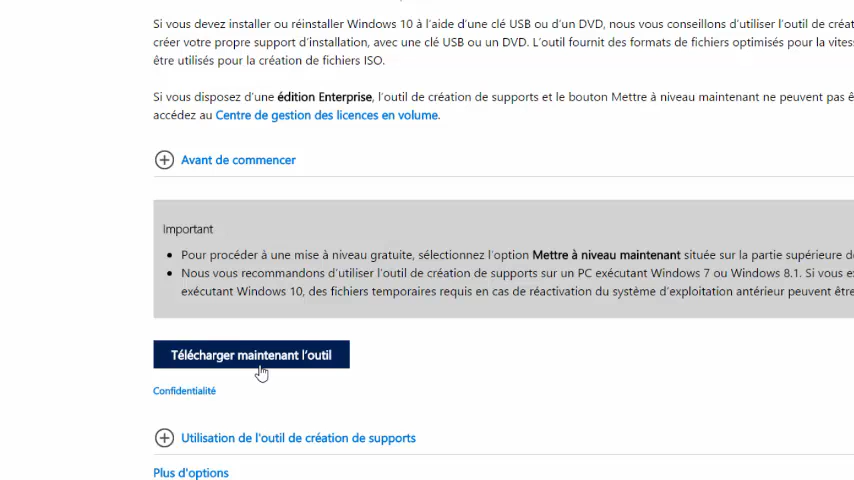 Si vous devez installer ou réinstaller Windows 10 à l'aide d'une clé USB ou d'un DVD, nous vous conseillons d'utiliser l'outil de créat
créer votre propre support d'installation, avec une clé USB ou un DVD. L'outil fournit des formats de fichiers optimisés pour la vites
être utilisés pour la création de fichiers ISO.
Si vous disposez d'une édition Enterprise, l'outil de création de supports et le bouton Mettre à niveau maintenant ne peuvent pas ê
accédez au Centre de gestion des licences en volume.
Avant de commencer
Important
• Pour procéder à une mise à niveau gratuite, sélectionnez l'option Mettre à niveau maintenant située sur la partie supérieure d
• Nous vous recommandons d'utiliser l'outil de création de supports sur un PC exécutant Windows 7 ou Windows 8.1. Si vous ex
exécutant Windows 10, des fichiers temporaires requis en cas de réactivation du système d'exploitation antérieur peuvent être
Télécharger maintenant l'outil
Confidentialité
Utilisation de l'outil de création de supports
Plus d'options